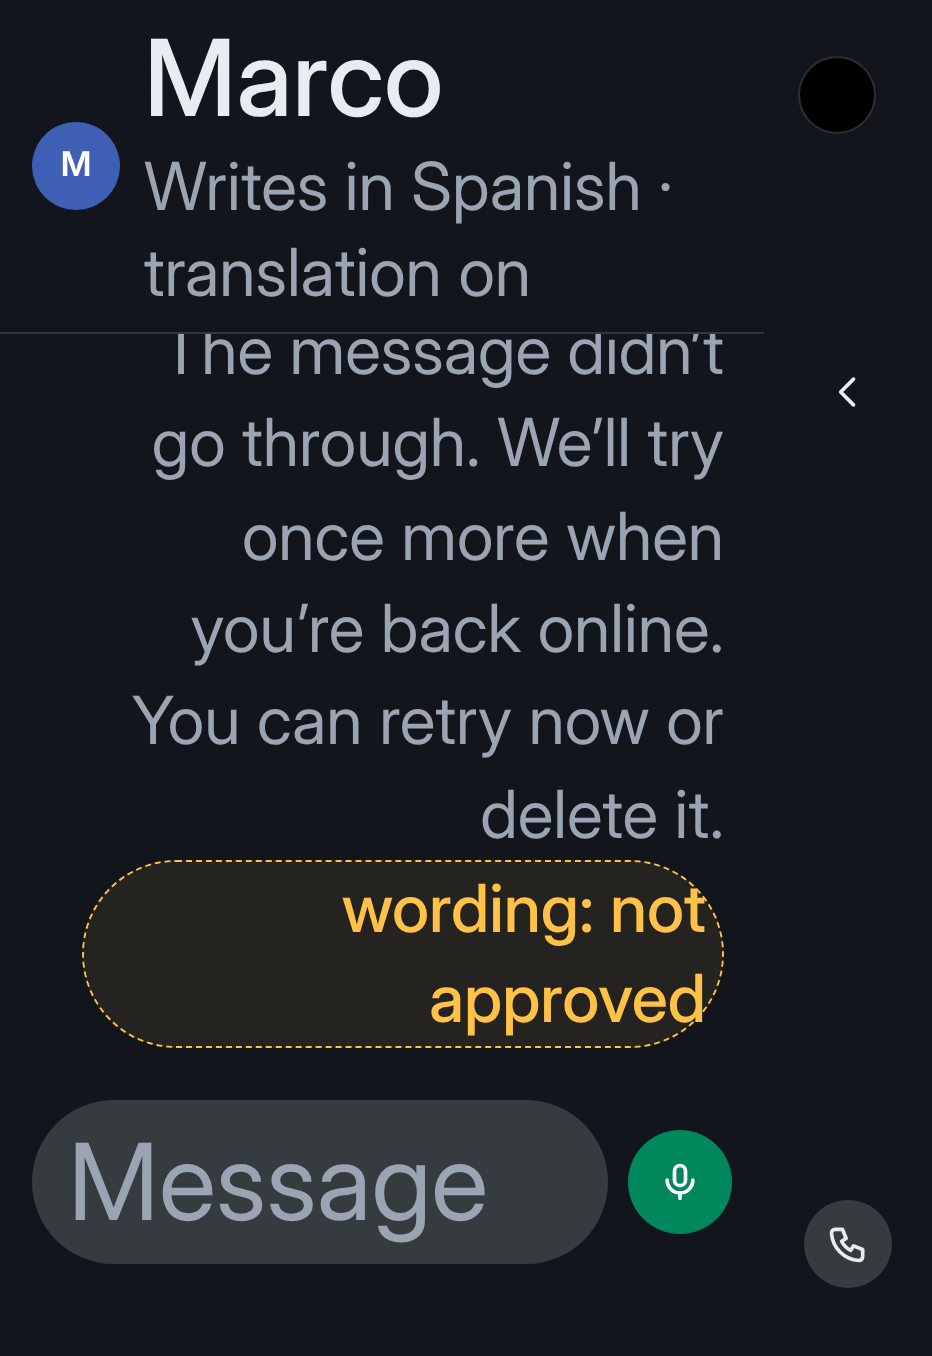 Marco
M
Writes in Spanish ·
translation on
The message didn’t
go through. We’ll try
once more when
you’re back online.
You can retry now or
delete it.
wording: not
approved
Message